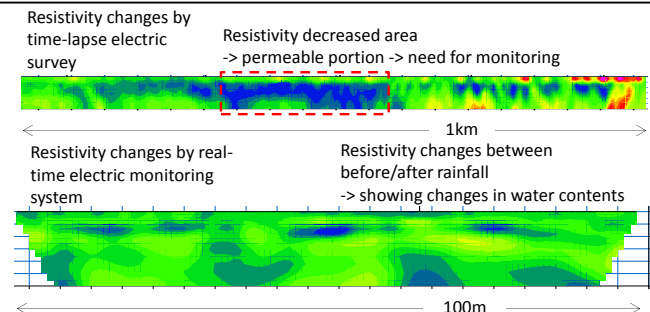 Resistivity changes by
time-lapse electric
survey
Resistivity decreased area
-> permeable portion -> need for monitoring
1km
Resistivity changes by real-
time electric monitoring
system
Resistivity changes between
before/after rainfall
-> showing changes in water contents
100m